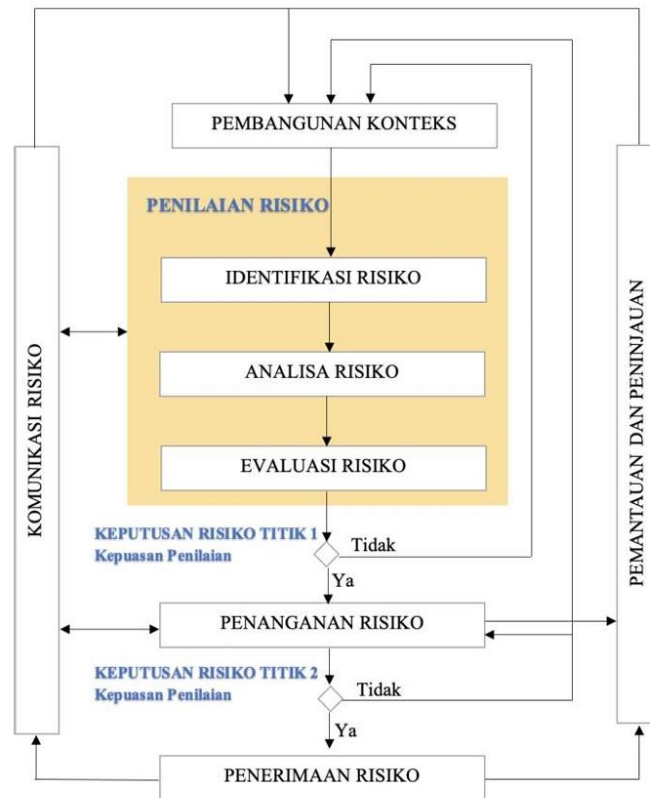 PEMBANGUNAN KONTEKS
PENILAIAN RISIKO
IDENTIFIKASI RISIKO
ANALISA RISIKO
EVALUASI RISIKO
KOMUNIKASI RISIKO
PEMANTAUAN DAN PENINJAUAN
KEPUTUSAN RISIKO TITIK 1
Kepuasan Penilaian
Tidak
Ya
PENANGANAN RISIKO
KEPUTUSAN RISIKO TITIK 2
Kepuasan Penilaian
Tidak
Ya
PENERIMAAN RISIKO